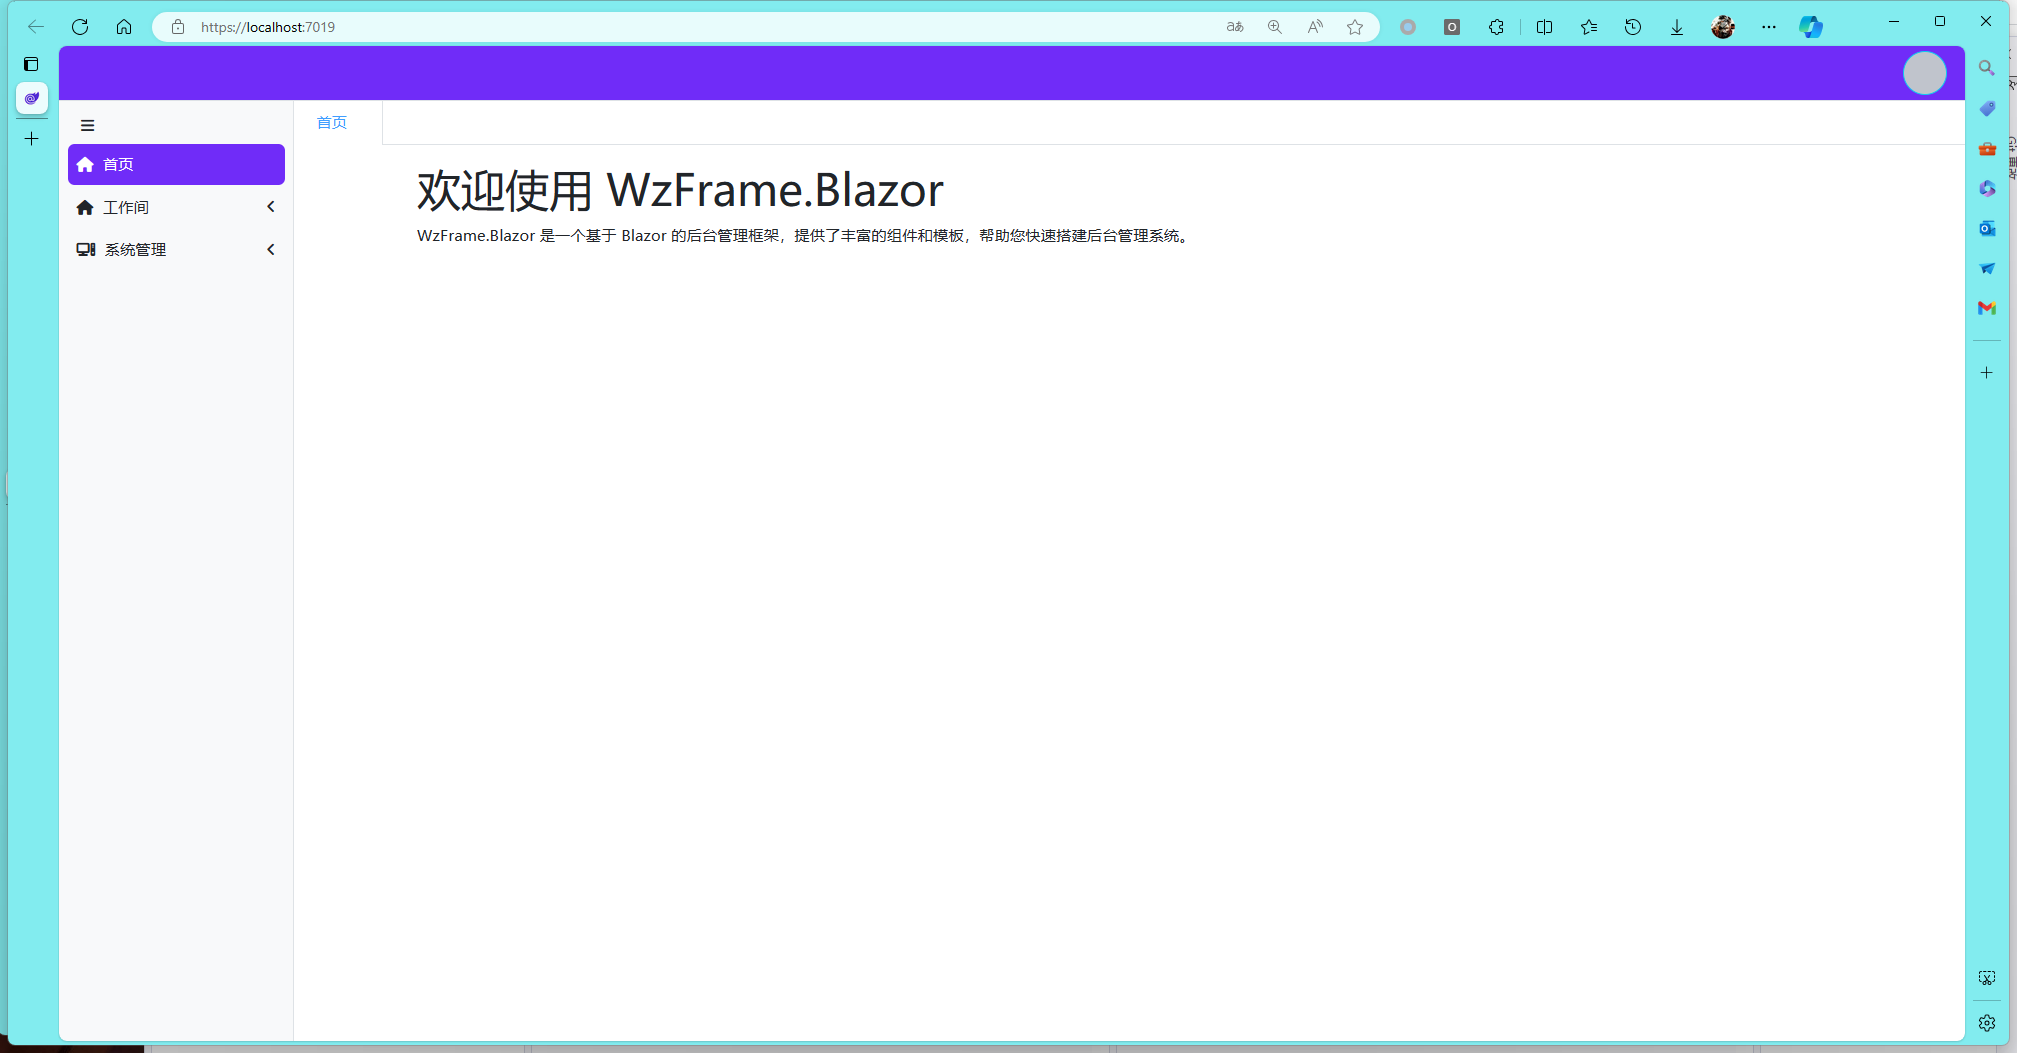 https://localhost:7019
首页
首页
工作间
系统管理
欢迎使用 WzFrame.Blazor
WzFrame.Blazor 是一个基于 Blazor 的后台管理框架，提供了丰富的组件和模板，帮助您快速搭建后台管理系统。